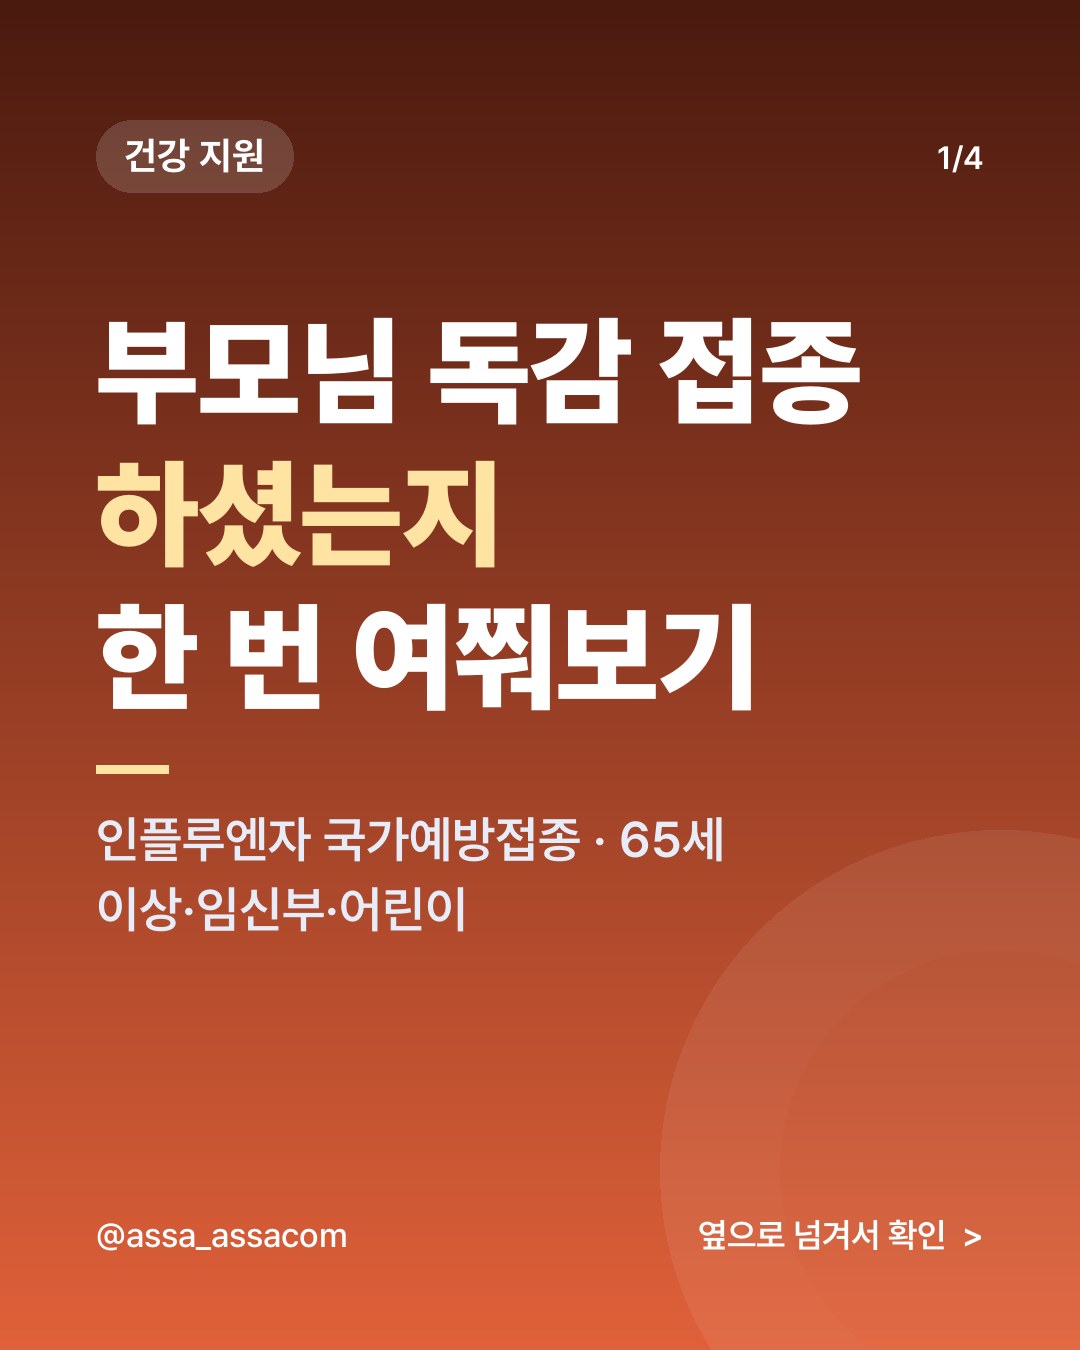 건강 지원
1/4
부모님 독감 접종
하셨는지
한 번 여쭤보기
인플루엔자 국가예방접종 · 65세
이상·임신부·어린이
@assa_assacom
옆으로 넘겨서 확인 >